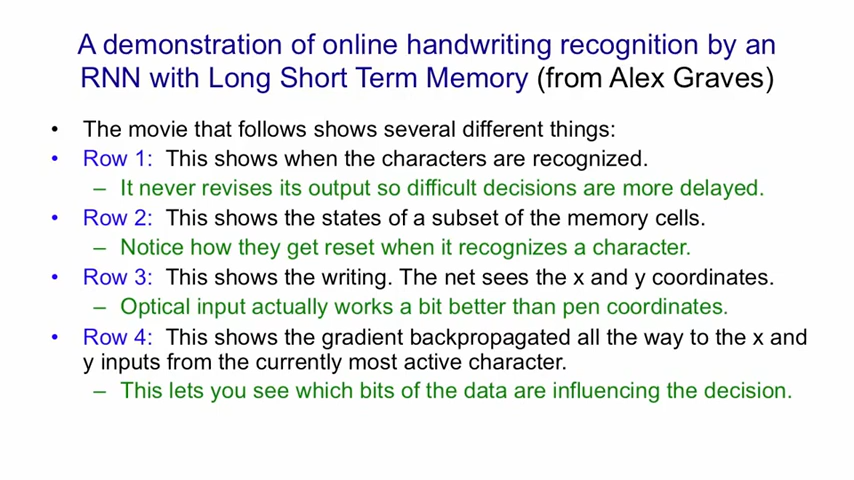 A demonstration of online handwriting recognition by an
RNN with Long Short Term Memory (from Alex Graves)
• The movie that follows shows several different things:
• Row 1: This shows when the characters are recognized.
– It never revises its output so difficult decisions are more delayed.
• Row 2: This shows the states of a subset of the memory cells.
– Notice how they get reset when it recognizes a character.
• Row 3: This shows the writing. The net sees the x and y coordinates.
– Optical input actually works a bit better than pen coordinates.
• Row 4: This shows the gradient backpropagated all the way to the x and
y inputs from the currently most active character.
– This lets you see which bits of the data are influencing the decision.